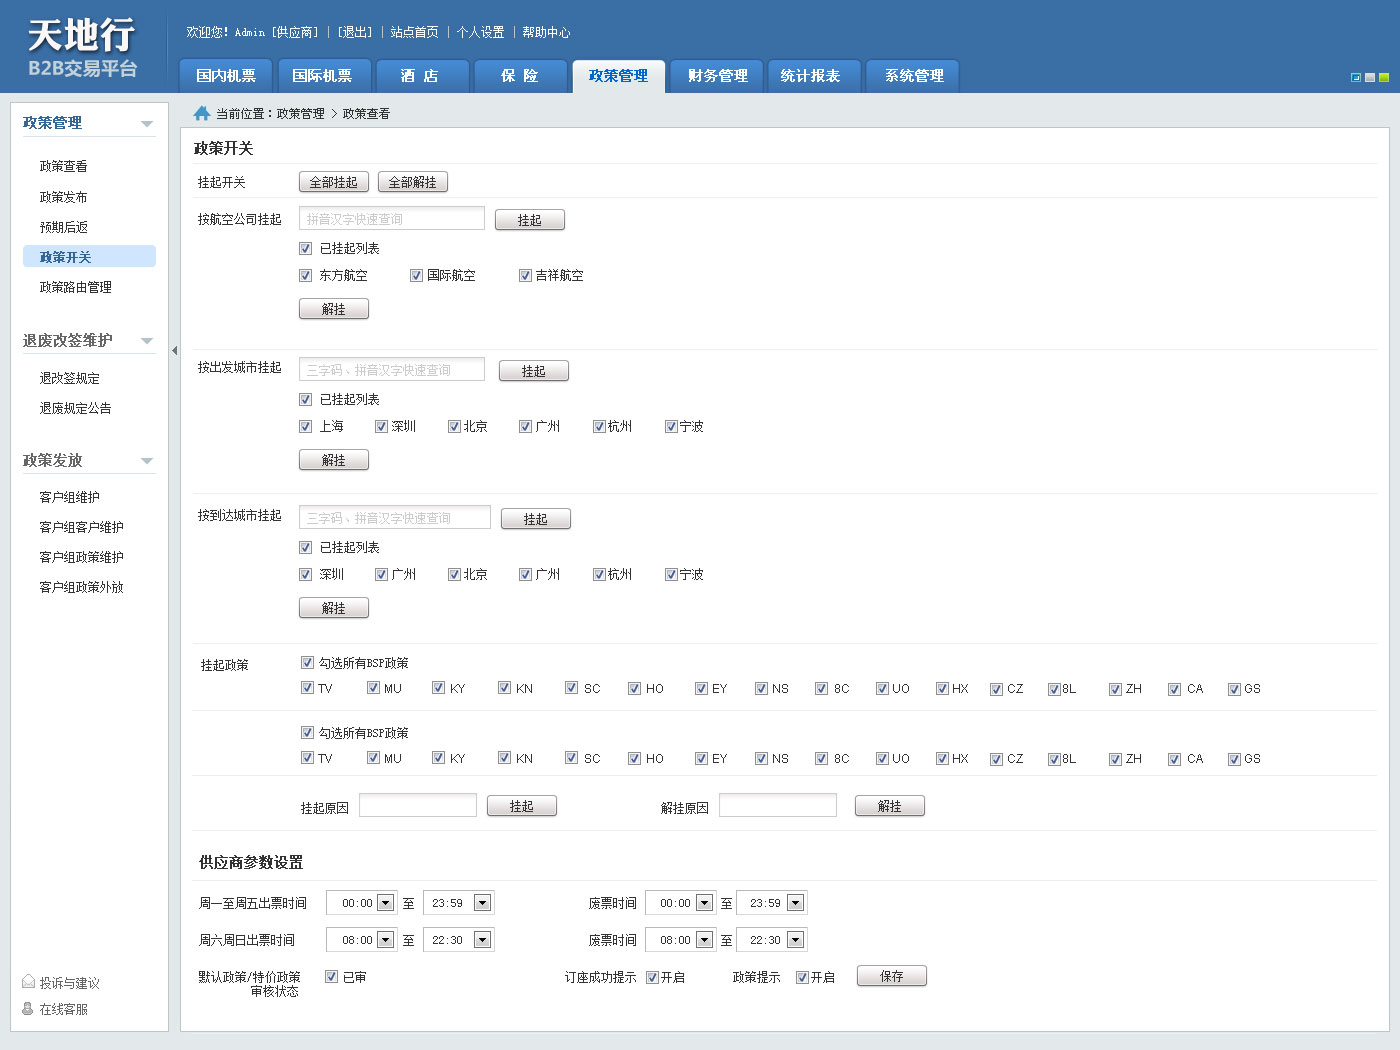 天地行
B2B交易平台
欢迎您! Admin [供应商] | [退出] | 站点首页 | 个人设置 | 帮助中心
国内机票 国际机票 酒 店 保 险 政策管理 财务管理 统计报表 系统管理
当前位置：政策管理 > 政策查看
政策管理
政策查看
政策发布
预期后返
政策开关
政策路由管理
退废改签维护
退改签规定
退废规定公告
政策发放
客户组维护
客户组客户维护
客户组政策维护
客户组政策外放
投诉与建议
在线客服
政策开关
挂起开关 全部挂起 全部解挂
按航空公司挂起 拼音汉字快速查询 挂起
已挂起列表
东方航空 国际航空 吉祥航空
解挂
按出发城市挂起 三字码、拼音汉字快速查询 挂起
已挂起列表
上海 深圳 北京 广州 杭州 宁波
解挂
按到达城市挂起 三字码、拼音汉字快速查询 挂起
已挂起列表
深圳 广州 北京 广州 杭州 宁波
解挂
挂起政策 勾选所有BSP政策
TV MU KY KN SC HO EY NS 8C UO HX CZ 8L ZH CA GS
勾选所有BSP政策
TV MU KY KN SC HO EY NS 8C UO HX CZ 8L ZH CA GS
挂起原因 挂起 解挂原因 解挂
供应商参数设置
周一至周五出票时间 00:00 至 23:59 废票时间 00:00 至 23:59
周六周日出票时间 08:00 至 22:30 废票时间 08:00 至 22:30
默认政策/特价政策 已审 订座成功提示 开启 政策提示 开启 保存
审核状态